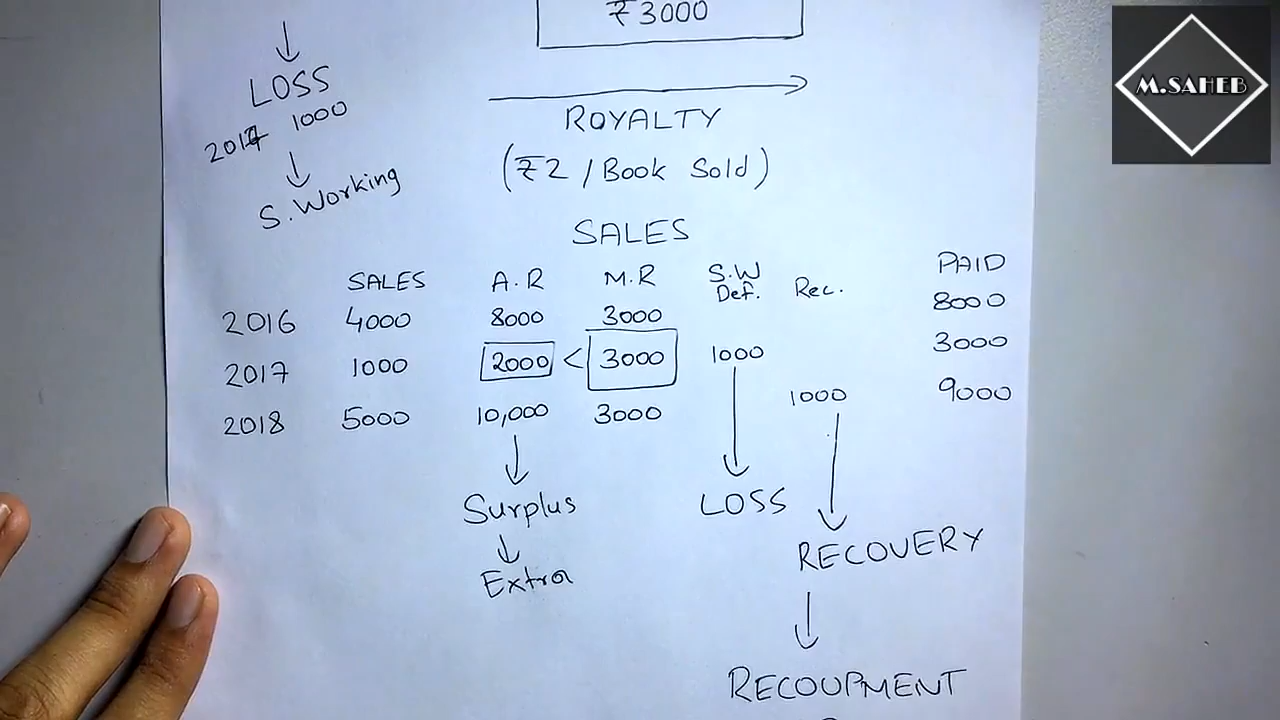 ₹3000
LOSS
2017 1000
S.Working
ROYALTY
(₹2 / Book Sold)
SALES
SALES A.R M.R S.W Def. Rec. PAID
2016 4000 8000 3000 8000
2017 1000 2000 < 3000 1000 3000
2018 5000 10,000 3000 1000 9000
Surplus
LOSS
RECOVERY
Extra
RECOUPMENT
M.SAHEB